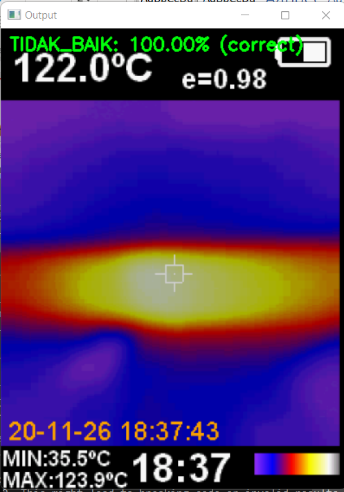 Output
TIDAK_BAIK: 100.00% (correct)
122.0ºC e=0.98
20-11-26 18:37:43
MIN:35.5ºC
MAX:123.9ºC
18:37